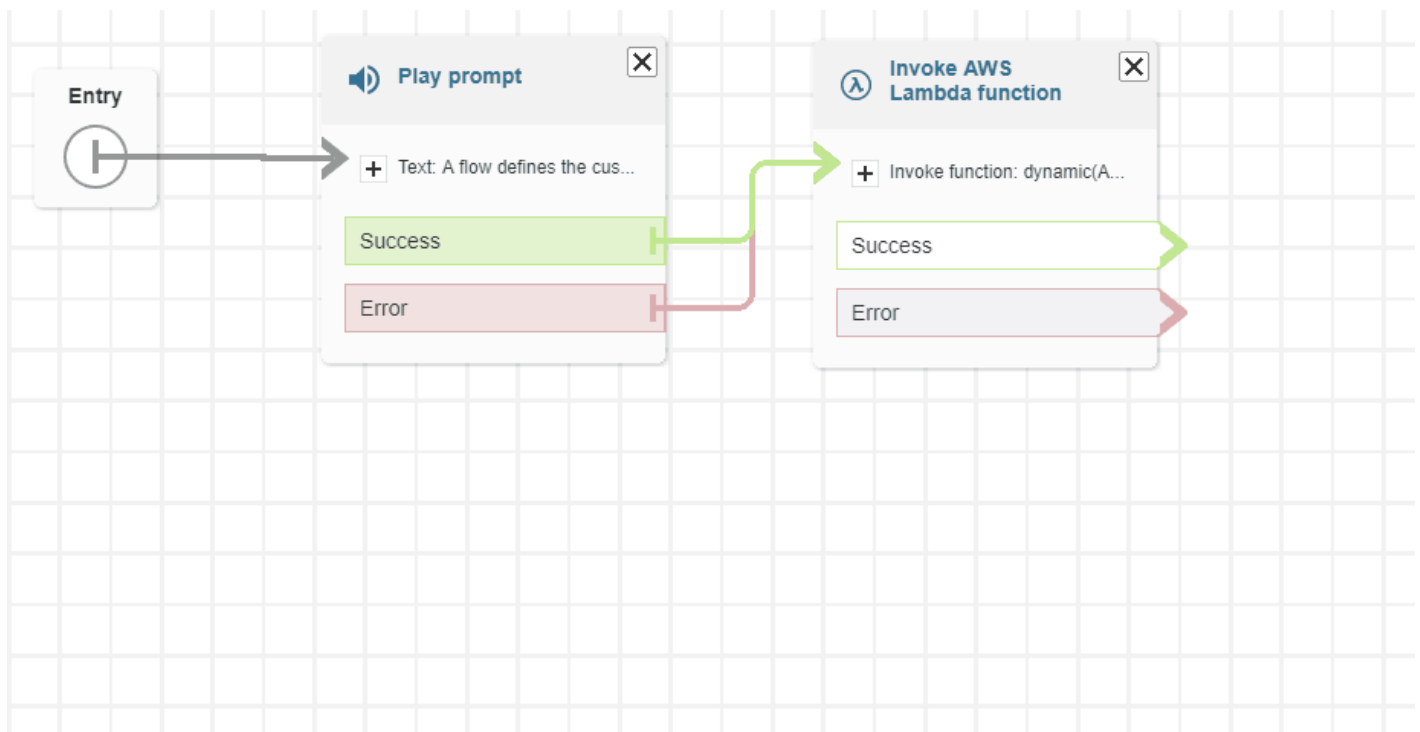 Entry
Play prompt
Text: A flow defines the cus...
Success
Error
Invoke AWS
Lambda function
Invoke function: dynamic(A...
Success
Error